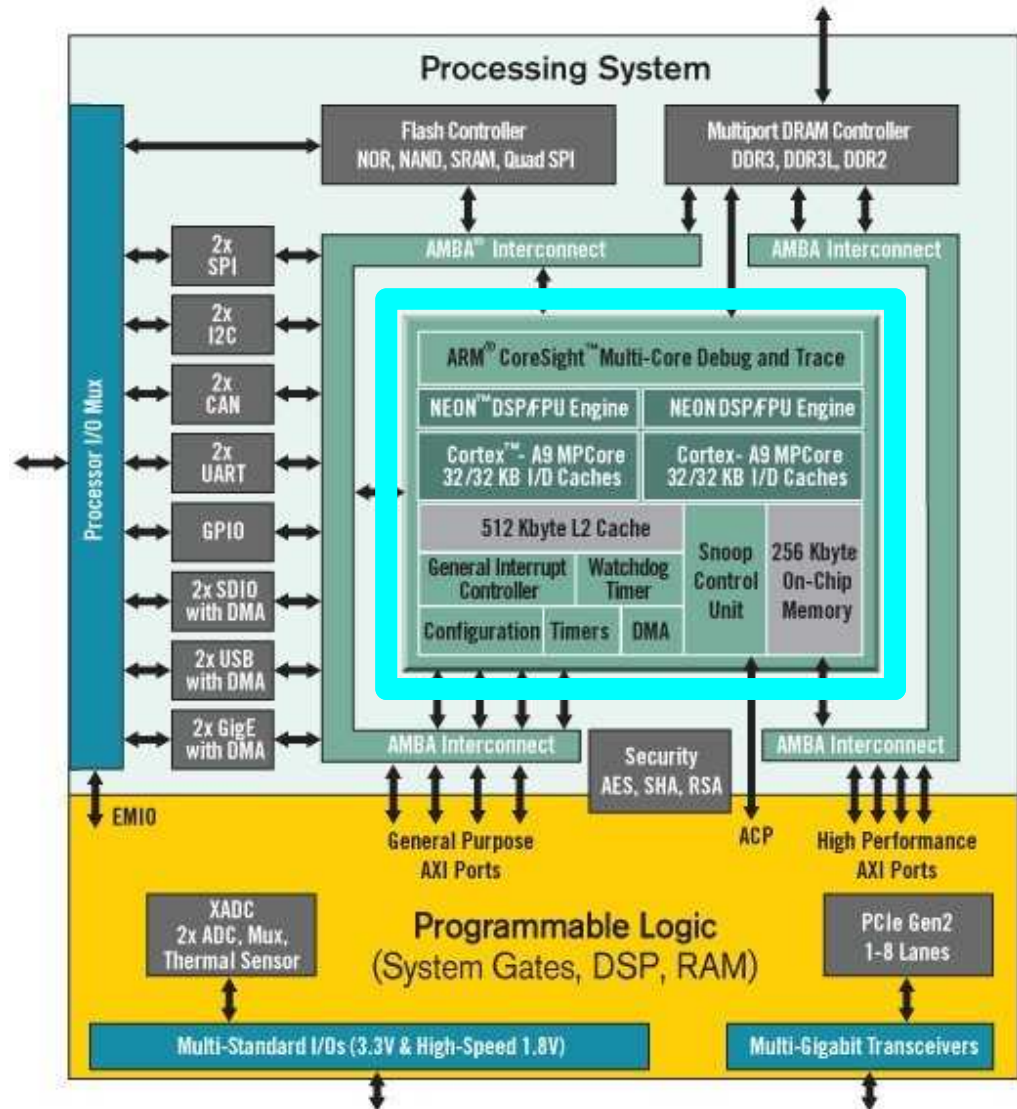 Processing System
Flash Controller
NOR, NAND, SRAM, Quad SPI
Multiport DRAM Controller
DDR3, DDR3L, DDR2
Processor I/O Mux
2x
SPI
2x
I2C
2x
CAN
2x
UART
GPIO
2x SDIO
with DMA
2x USB
with DMA
2x GigE
with DMA
AMBA® Interconnect
AMBA Interconnect
ARM® CoreSight™ Multi-Core Debug and Trace
NEON™ DSP/FPU Engine
NEON DSP/FPU Engine
Cortex™- A9 MPCore
32/32 KB I/D Caches
Cortex- A9 MPCore
32/32 KB I/D Caches
512 Kbyte L2 Cache
General Interrupt
Controller
Watchdog
Timer
Configuration
Timers
DMA
Snoop
Control
Unit
256 Kbyte
On-Chip
Memory
AMBA Interconnect
Security
AES, SHA, RSA
AMBA Interconnect
EMIO
General Purpose
AXI Ports
ACP
High Performance
AXI Ports
XADC
2x ADC, Mux,
Thermal Sensor
Programmable Logic
(System Gates, DSP, RAM)
PCIe Gen2
1-8 Lanes
Multi-Standard I/Os (3.3V & High-Speed 1.8V)
Multi-Gigabit Transceivers